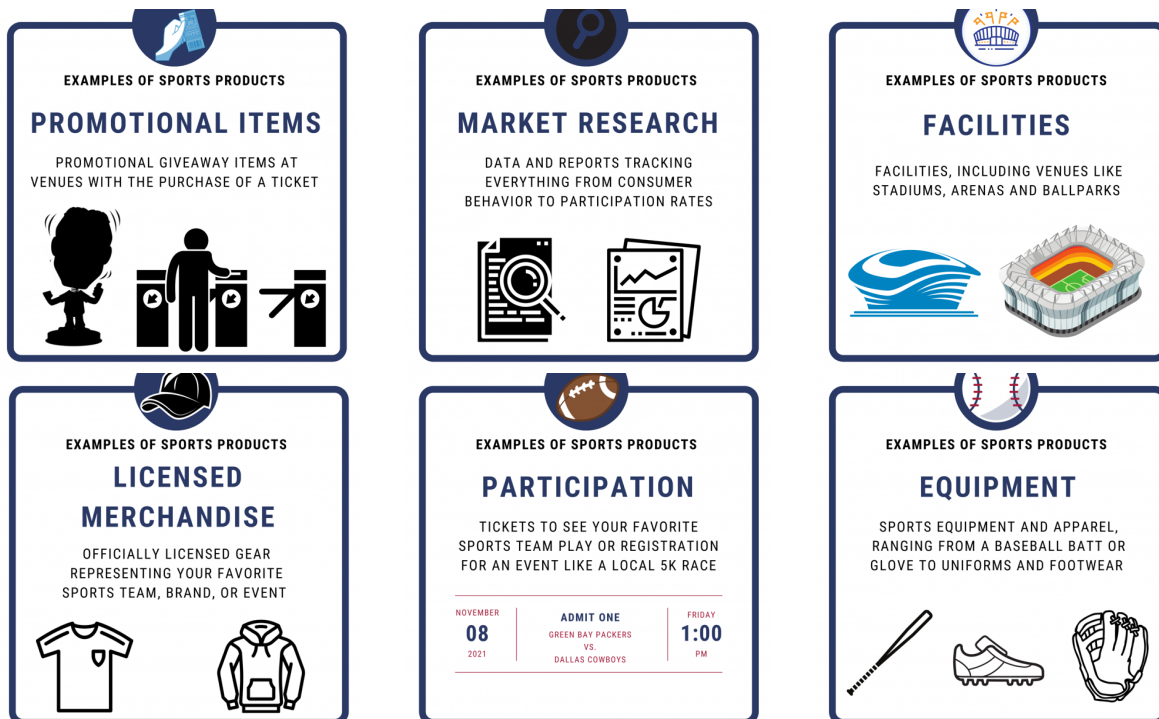 EXAMPLES OF SPORTS PRODUCTS
PROMOTIONAL ITEMS
PROMOTIONAL GIVEAWAY ITEMS AT
VENUES WITH THE PURCHASE OF A TICKET
EXAMPLES OF SPORTS PRODUCTS
MARKET RESEARCH
DATA AND REPORTS TRACKING
EVERYTHING FROM CONSUMER
BEHAVIOR TO PARTICIPATION RATES
EXAMPLES OF SPORTS PRODUCTS
FACILITIES
FACILITIES, INCLUDING VENUES LIKE
STADIUMS, ARENAS AND BALLPARKS
EXAMPLES OF SPORTS PRODUCTS
LICENSED
MERCHANDISE
OFFICIALLY LICENSED GEAR
REPRESENTING YOUR FAVORITE
SPORTS TEAM, BRAND, OR EVENT
EXAMPLES OF SPORTS PRODUCTS
PARTICIPATION
TICKETS TO SEE YOUR FAVORITE
SPORTS TEAM PLAY OR REGISTRATION
FOR AN EVENT LIKE A LOCAL 5K RACE
NOVEMBER
08
2021
ADMIT ONE
GREEN BAY PACKERS
VS.
DALLAS COWBOYS
FRIDAY
1:00
PM
EXAMPLES OF SPORTS PRODUCTS
EQUIPMENT
SPORTS EQUIPMENT AND APPAREL,
RANGING FROM A BASEBALL BATT OR
GLOVE TO UNIFORMS AND FOOTWEAR